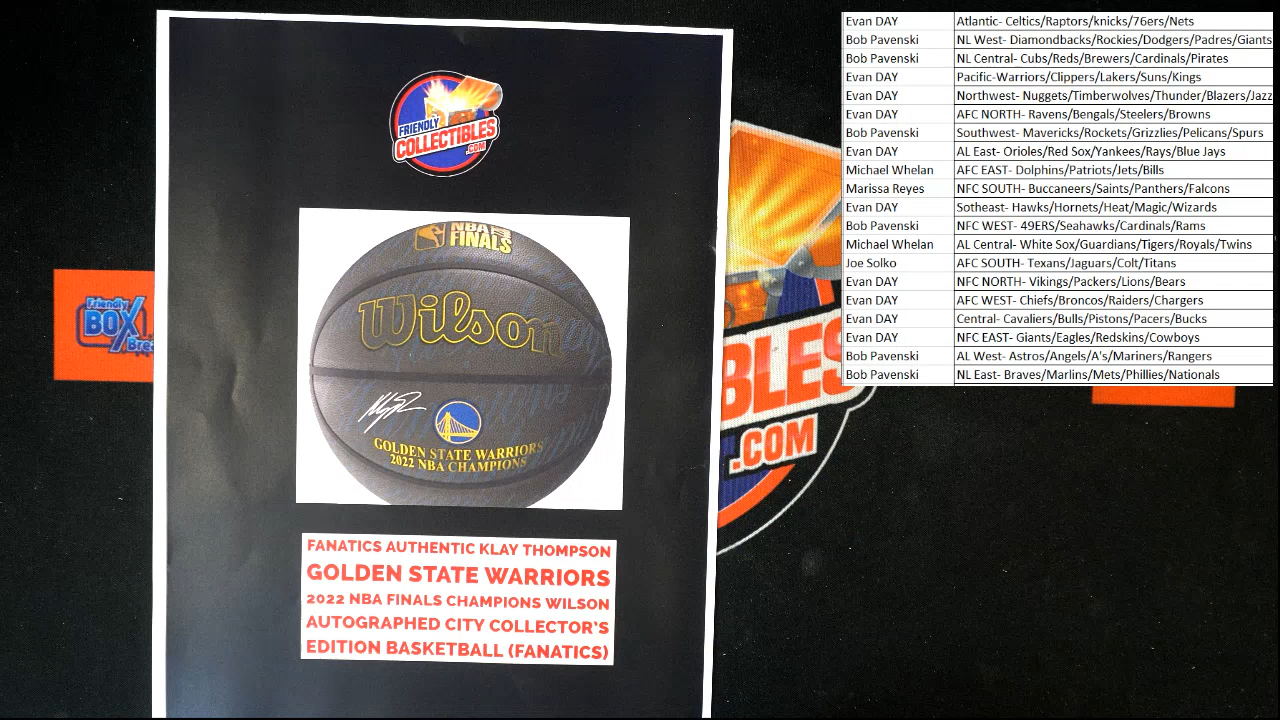 FRIENDLY
COLLECTIBLES
.COM
NBA
FINALS
Wilson
GOLDEN STATE WARRIORS
2022 NBA CHAMPIONS
FANATICS AUTHENTIC KLAY THOMPSON
GOLDEN STATE WARRIORS
2022 NBA FINALS CHAMPIONS WILSON
AUTOGRAPHED CITY COLLECTOR'S
EDITION BASKETBALL (FANATICS)
Friendly
BOX
Bre
BLES
.COM
Evan DAY Atlantic- Celtics/Raptors/knicks/76ers/Nets
Bob Pavenski NL West- Diamondbacks/Rockies/Dodgers/Padres/Giants
Bob Pavenski NL Central- Cubs/Reds/Brewers/Cardinals/Pirates
Evan DAY Pacific-Warriors/Clippers/Lakers/Suns/Kings
Evan DAY Northwest- Nuggets/Timberwolves/Thunder/Blazers/Jazz
Evan DAY AFC NORTH- Ravens/Bengals/Steelers/Browns
Bob Pavenski Southwest- Mavericks/Rockets/Grizzlies/Pelicans/Spurs
Evan DAY AL East- Orioles/Red Sox/Yankees/Rays/Blue Jays
Michael Whelan AFC EAST- Dolphins/Patriots/Jets/Bills
Marissa Reyes NFC SOUTH- Buccaneers/Saints/Panthers/Falcons
Evan DAY Sotheast- Hawks/Hornets/Heat/Magic/Wizards
Bob Pavenski NFC WEST- 49ERS/Seahawks/Cardinals/Rams
Michael Whelan AL Central- White Sox/Guardians/Tigers/Royals/Twins
Joe Solko AFC SOUTH- Texans/Jaguars/Colt/Titans
Evan DAY NFC NORTH- Vikings/Packers/Lions/Bears
Evan DAY AFC WEST- Chiefs/Broncos/Raiders/Chargers
Evan DAY Central- Cavaliers/Bulls/Pistons/Pacers/Bucks
Evan DAY NFC EAST- Giants/Eagles/Redskins/Cowboys
Bob Pavenski AL West- Astros/Angels/A's/Mariners/Rangers
Bob Pavenski NL East- Braves/Marlins/Mets/Phillies/Nationals